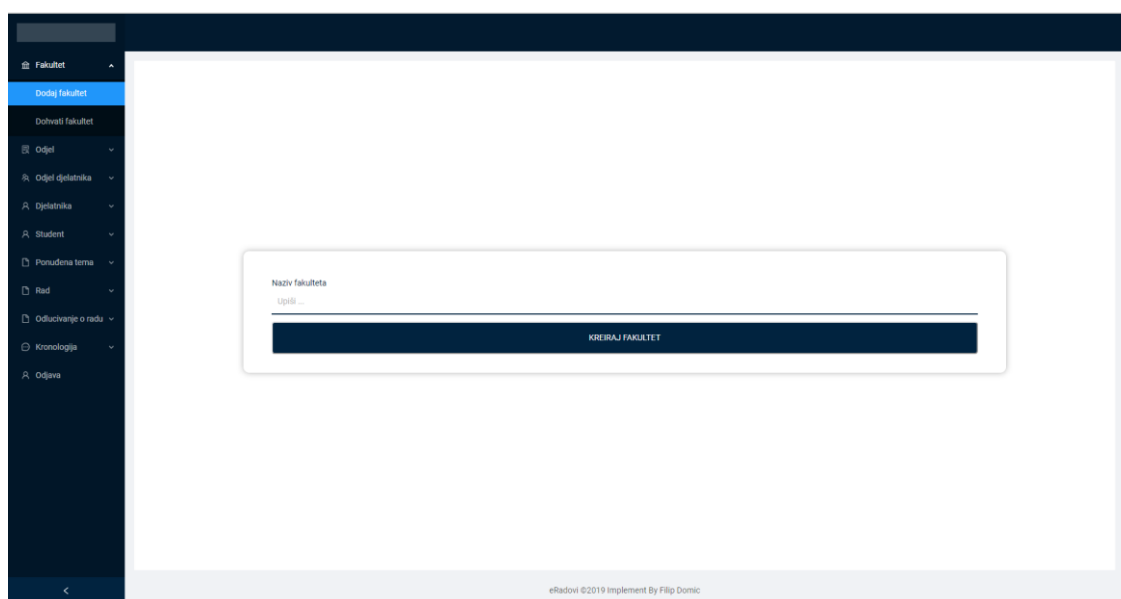 Fakultet
Dodaj fakultet
Dohvati fakultet
Odjel
Odjel djelatnika
Djelatnika
Student
Ponuđena tema
Rad
Odlucivanje o radu
Kronologija
Odjava
Naziv fakulteta
Upiši ...
KREIRAJ FAKULTET
eRadovi ©2019 Implement By Filip Domic